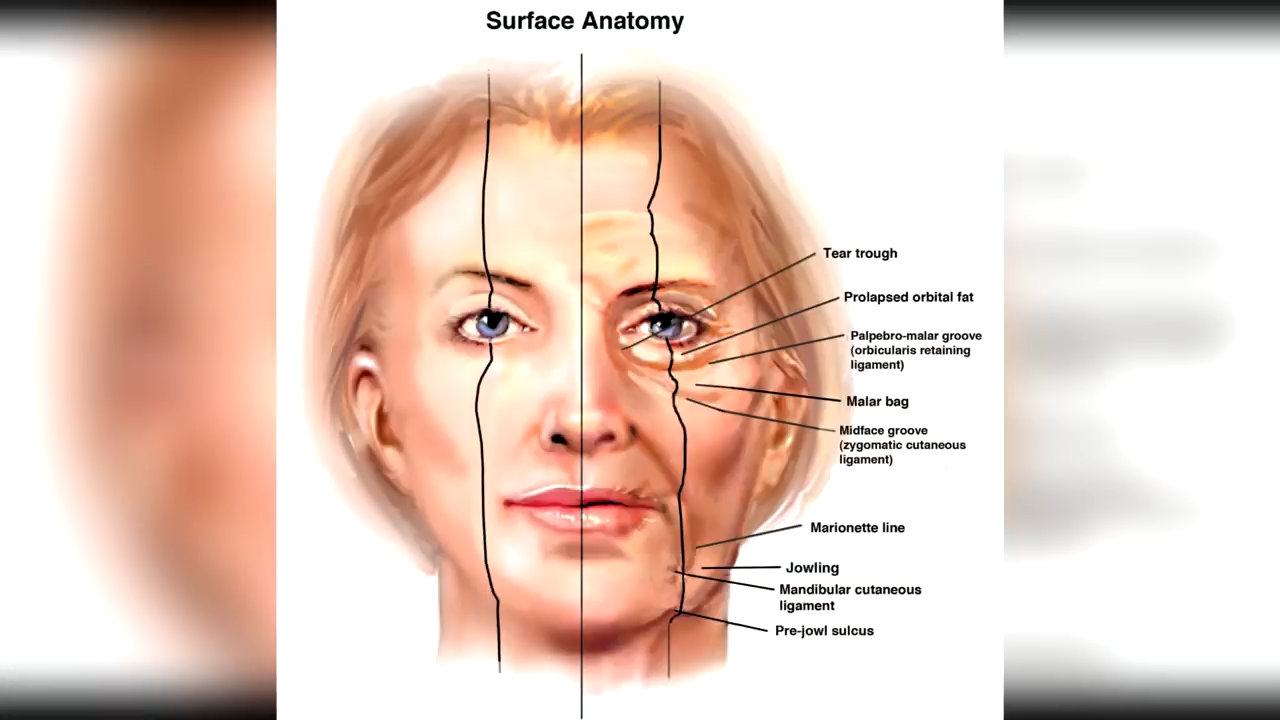 Surface Anatomy
Tear trough
Prolapsed orbital fat
Palpebro-malar groove
(orbicularis retaining
ligament)
Malar bag
Midface groove
(zygomatic cutaneous
ligament)
Marionette line
Jowling
Mandibular cutaneous
ligament
Pre-jowl sulcus